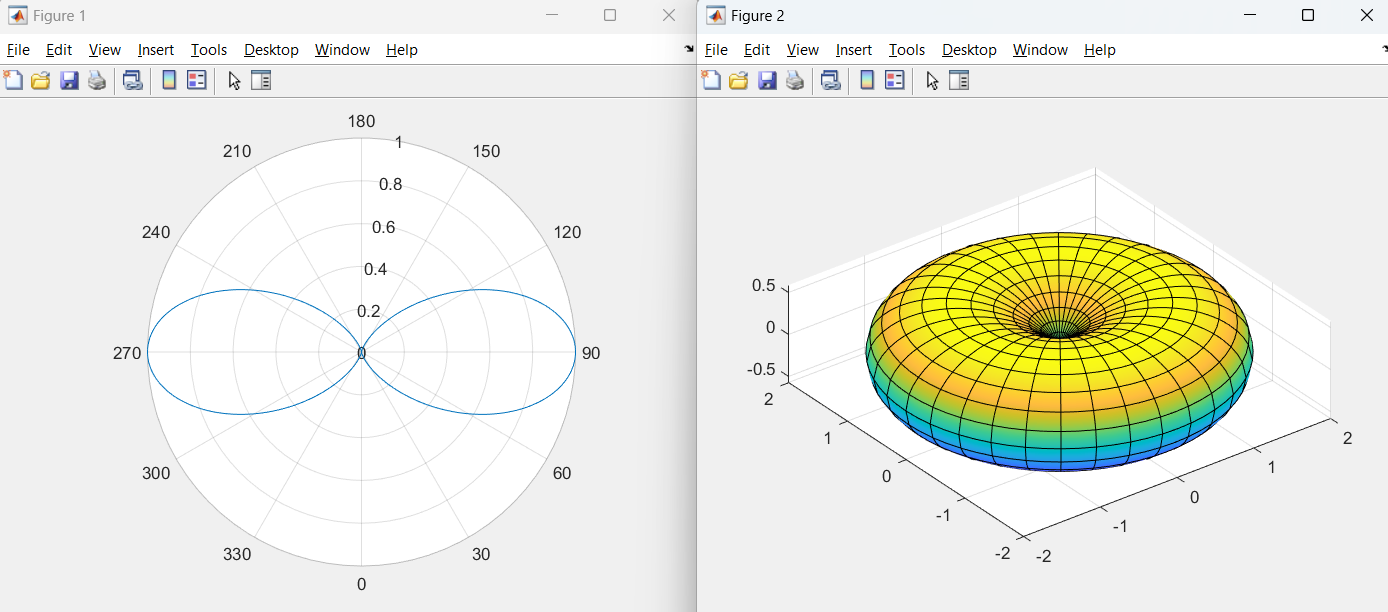 Figure 1
File Edit View Insert Tools Desktop Window Help
180
210 1 150
0.8
240 0.6 120
0.4
0.2
270 0 90
300 60
330 30
0
Figure 2
File Edit View Insert Tools Desktop Window Help
0.5
0
-0.5
2
1
0
-1
-2
-2
-1
0
1
2